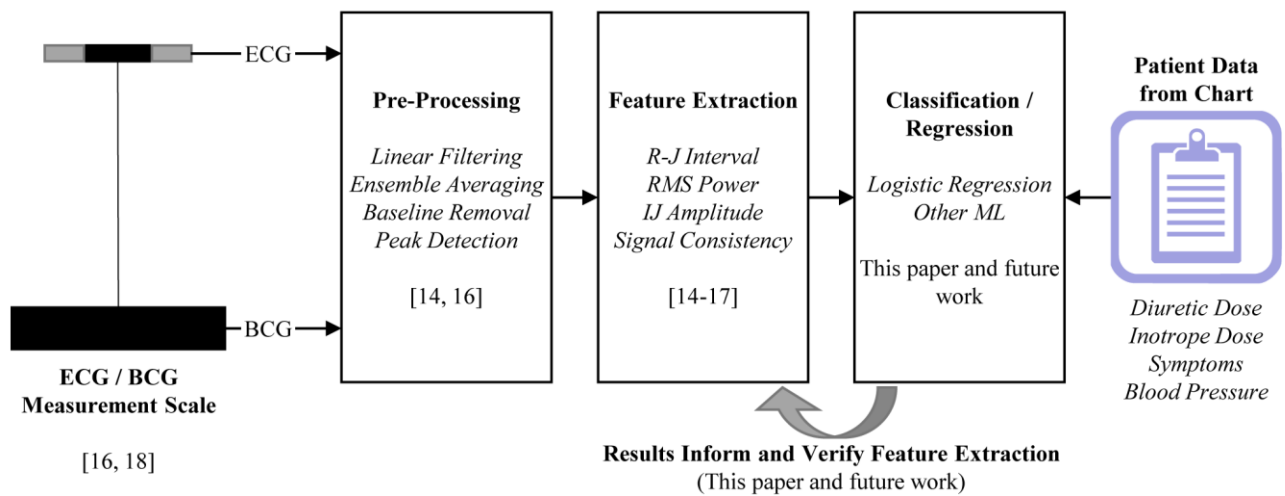 ECG
BCG
ECG / BCG
Measurement Scale
[16, 18]
Pre-Processing
Linear Filtering
Ensemble Averaging
Baseline Removal
Peak Detection
[14, 16]
Feature Extraction
R-J Interval
RMS Power
IJ Amplitude
Signal Consistency
[14-17]
Classification /
Regression
Logistic Regression
Other ML
This paper and future
work
Patient Data
from Chart
Diuretic Dose
Inotrope Dose
Symptoms
Blood Pressure
Results Inform and Verify Feature Extraction
(This paper and future work)